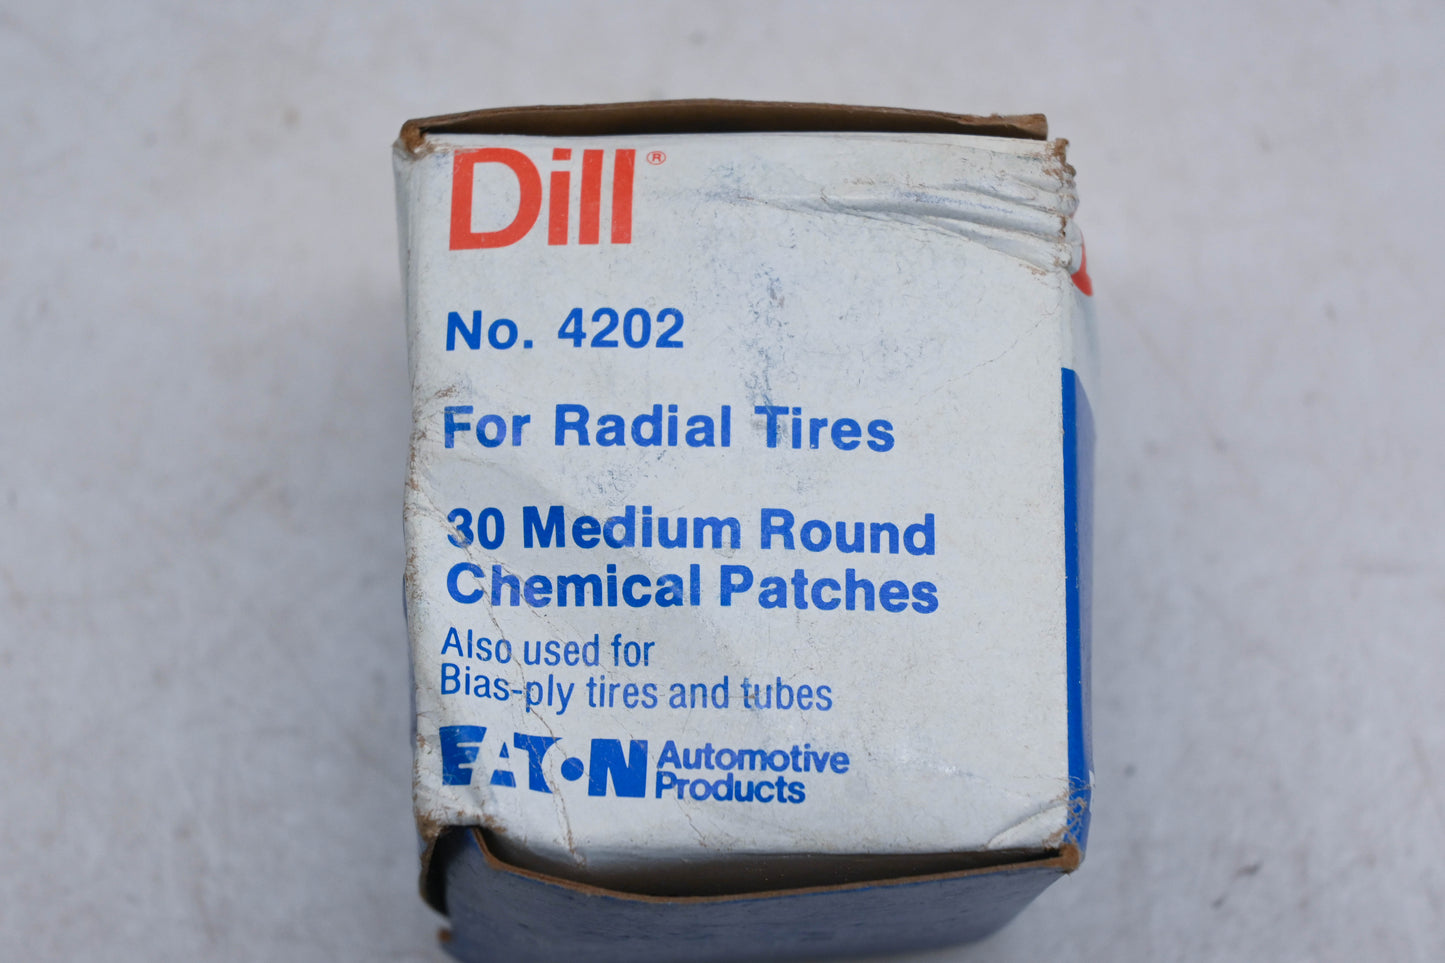 Dill®
No. 4202
For Radial Tires
30 Medium Round
Chemical Patches
Also used for
Bias-ply tires and tubes
EAT•N Automotive
Products